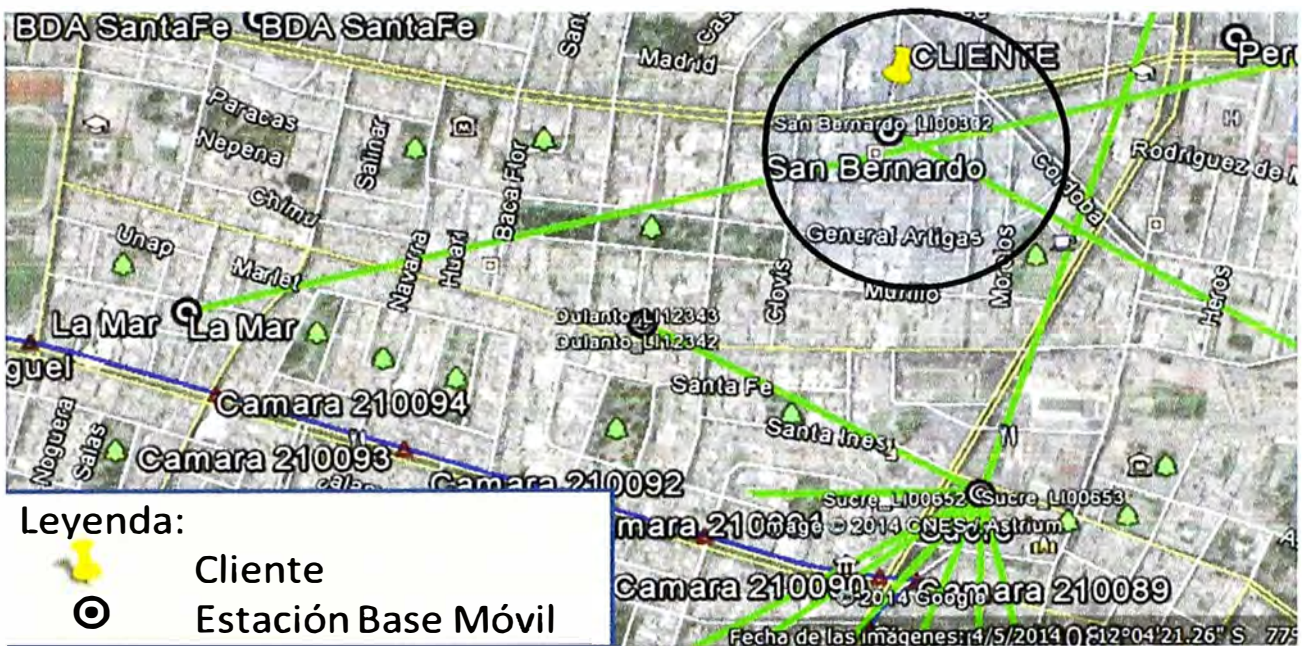 BDA SantaFe BDA SantaFe
Madrid
CLIENTE
Paracas
Nepena
Salinar
San Bernardo_LI00302
San Bernardo
Cordoba
Rodriguez de
Chimu
Baca Flor
Huari
Navarra
Unap
Marlet
General Artigas
Murillo
Morelos
Clovis
Heros
La Mar La Mar
Dulanto_LI12343
Dulanto_LI12342
guel
Santa Fe
Camara 210094
Santa Ines
Noguera
Salas
Camara 210093
Camara 210092
Sucre_LI00652 Sucre_LI00653
Image © 2014 CNES / Astrium
Camara 210090
Camara 210089
© 2014 Google
Fecha de las imágenes: 4/5/2014
12°04'21.26" S 77°
Leyenda:
Cliente
Estación Base Móvil